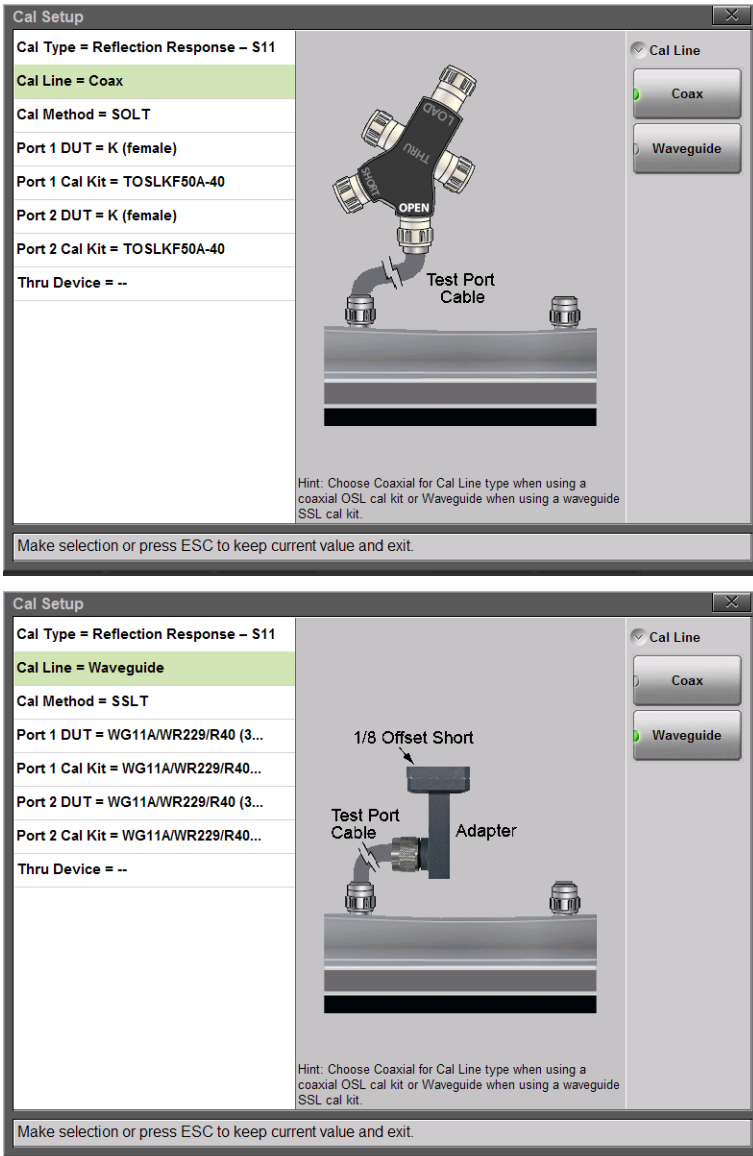 Cal Setup
Cal Type = Reflection Response – S11
Cal Line = Coax
Cal Method = SOLT
Port 1 DUT = K (female)
Port 1 Cal Kit = TOSLKF50A-40
Port 2 DUT = K (female)
Port 2 Cal Kit = TOSLKF50A-40
Thru Device = --
LOAD
THRU
SHORT
OPEN
Test Port
Cable
Hint: Choose Coaxial for Cal Line type when using a
coaxial OSL cal kit or Waveguide when using a waveguide
SSL cal kit.
Cal Line
Coax
Waveguide
Make selection or press ESC to keep current value and exit.
Cal Setup
Cal Type = Reflection Response – S11
Cal Line = Waveguide
Cal Method = SSLT
Port 1 DUT = WG11A/WR229/R40 (3...
Port 1 Cal Kit = WG11A/WR229/R40...
Port 2 DUT = WG11A/WR229/R40 (3...
Port 2 Cal Kit = WG11A/WR229/R40...
Thru Device = --
1/8 Offset Short
Test Port
Cable
Adapter
Hint: Choose Coaxial for Cal Line type when using a
coaxial OSL cal kit or Waveguide when using a waveguide
SSL cal kit.
Cal Line
Coax
Waveguide
Make selection or press ESC to keep current value and exit.